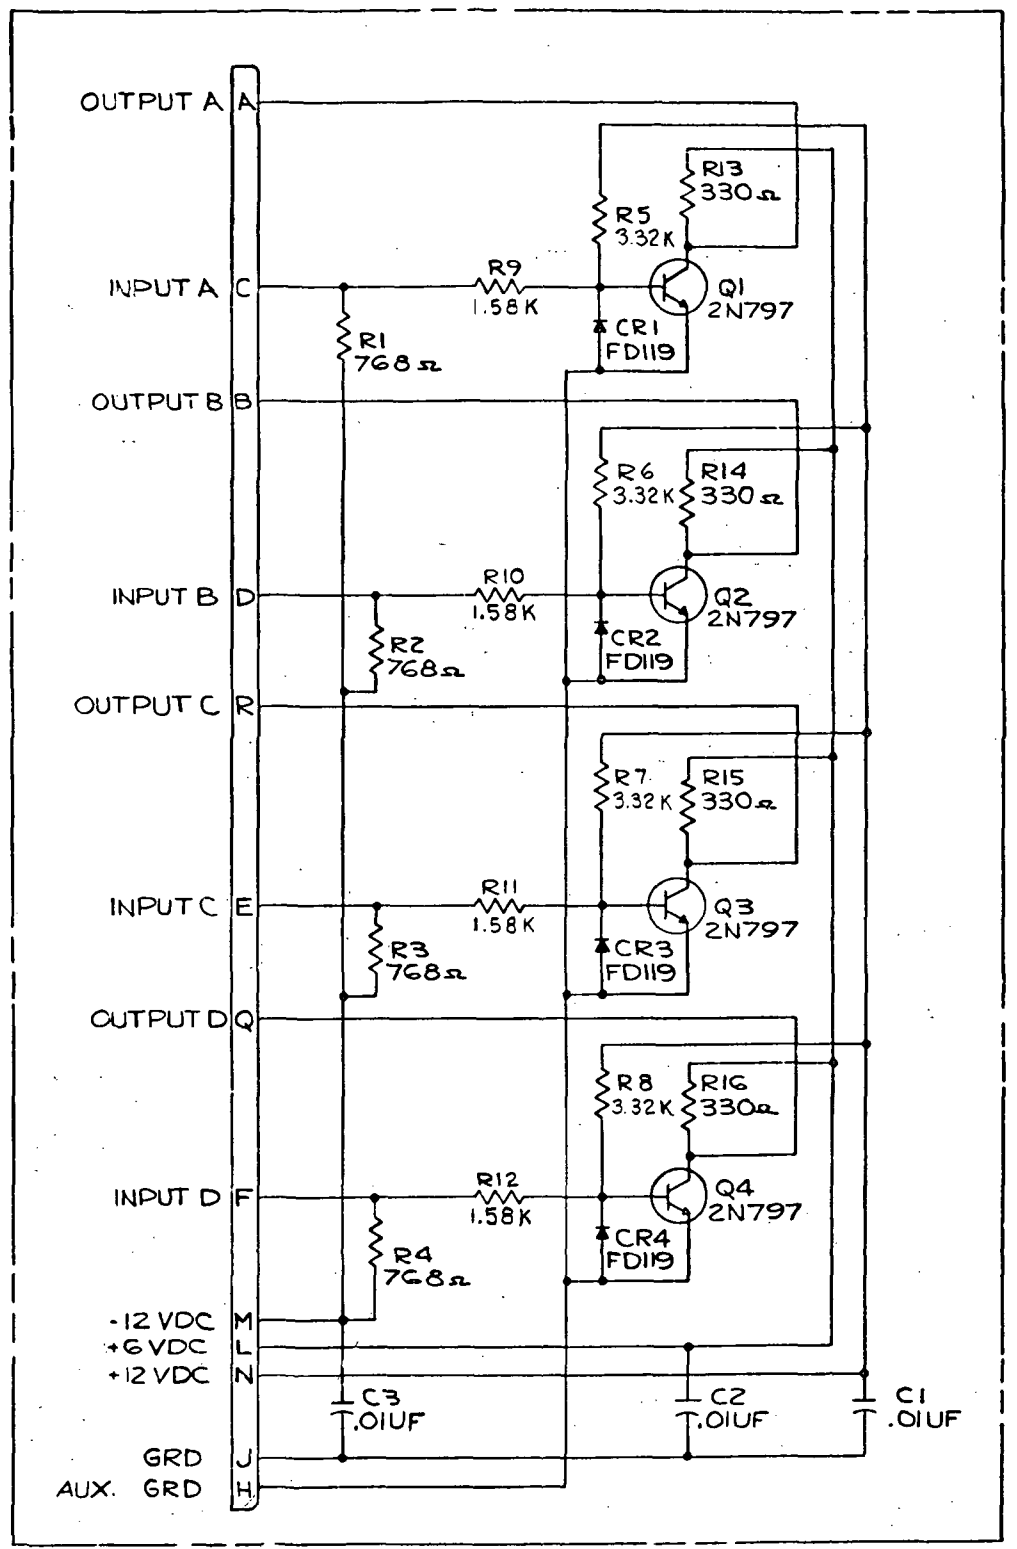 OUTPUT A A
R13
330Ω
R5
3.32K
INPUT A C
R9
1.58K
Q1
2N797
CR1
FD119
R1
768Ω
OUTPUT B B
R6
3.32K
R14
330Ω
INPUT B D
R10
1.58K
Q2
2N797
CR2
FD119
R2
768Ω
OUTPUT C R
R7
3.32K
R15
330Ω
INPUT C E
R11
1.58K
Q3
2N797
CR3
FD119
R3
768Ω
OUTPUT D Q
R8
3.32K
R16
330Ω
INPUT D F
R12
1.58K
Q4
2N797
CR4
FD119
R4
768Ω
-12 VDC M
+6 VDC L
+12 VDC N
C3
.01UF
C2
.01UF
C1
.01UF
GRD J
AUX. GRD H